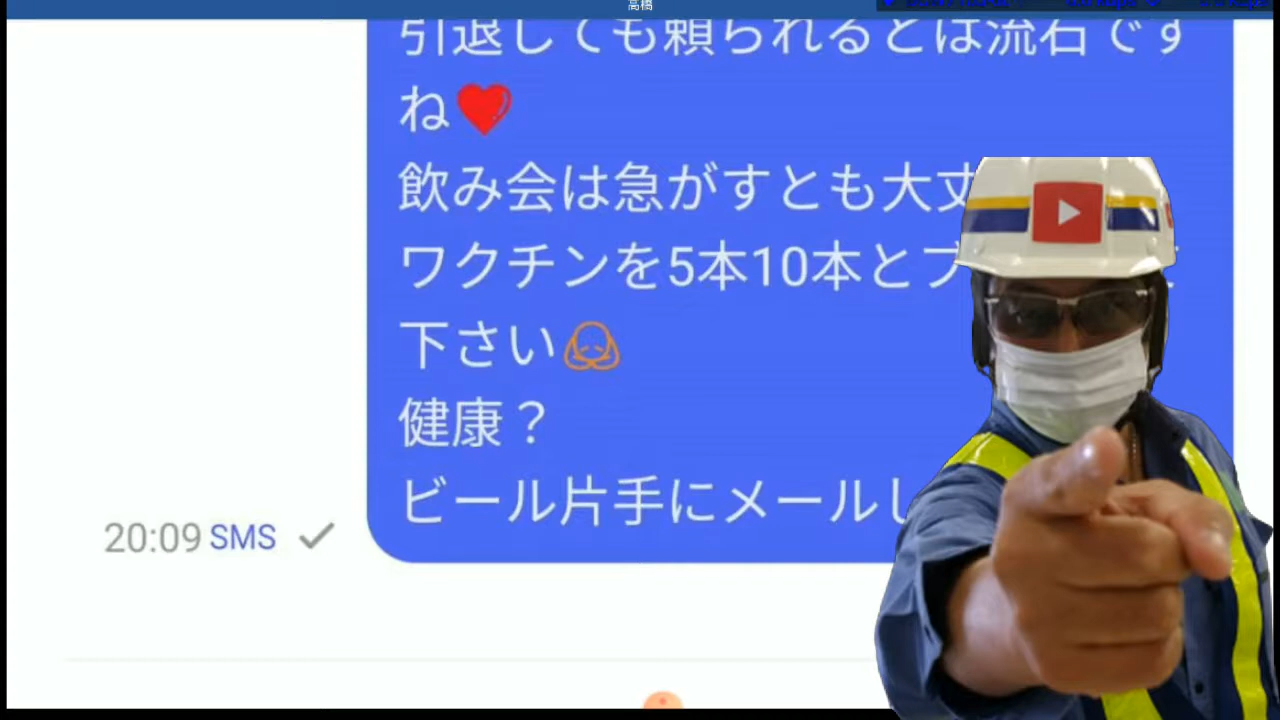 高橋
引退しても頼られるとは流石です
ね❤
飲み会は急がすとも大丈
ワクチンを5本10本とブ
下さい🙇
健康？
ビール片手にメールし
20:09 SMS ✓